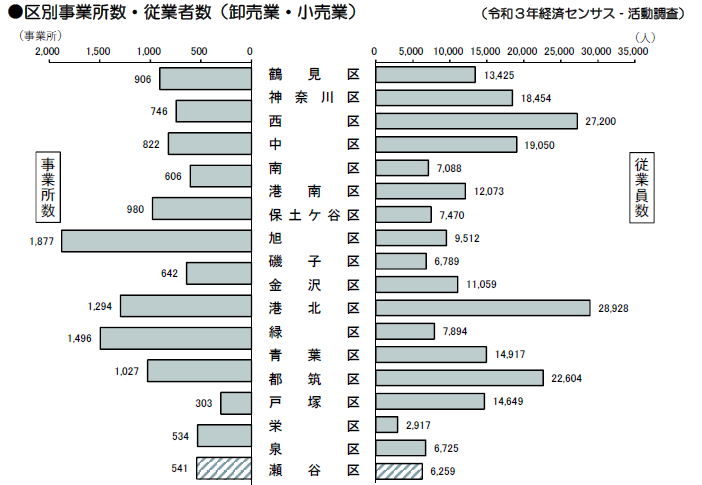 ●区別事業所数・従業者数（卸売業・小売業）
（令和３年経済センサス‐活動調査）
（事業所）
（人）
2,000 1,500 1,000 500 0
0 5,000 10,000 15,000 20,000 25,000 30,000 35,000
事業所数
従業員数
906
746
822
606
980
1,877
642
1,294
1,496
1,027
303
534
541
鶴見区 13,425
神奈川区 18,454
西区 27,200
中区 19,050
南区 7,088
港南区 12,073
保土ケ谷区 7,470
旭区 9,512
磯子区 6,789
金沢区 11,059
港北区 28,928
緑区 7,894
青葉区 14,917
都筑区 22,604
戸塚区 14,649
栄区 2,917
泉区 6,725
瀬谷区 6,259